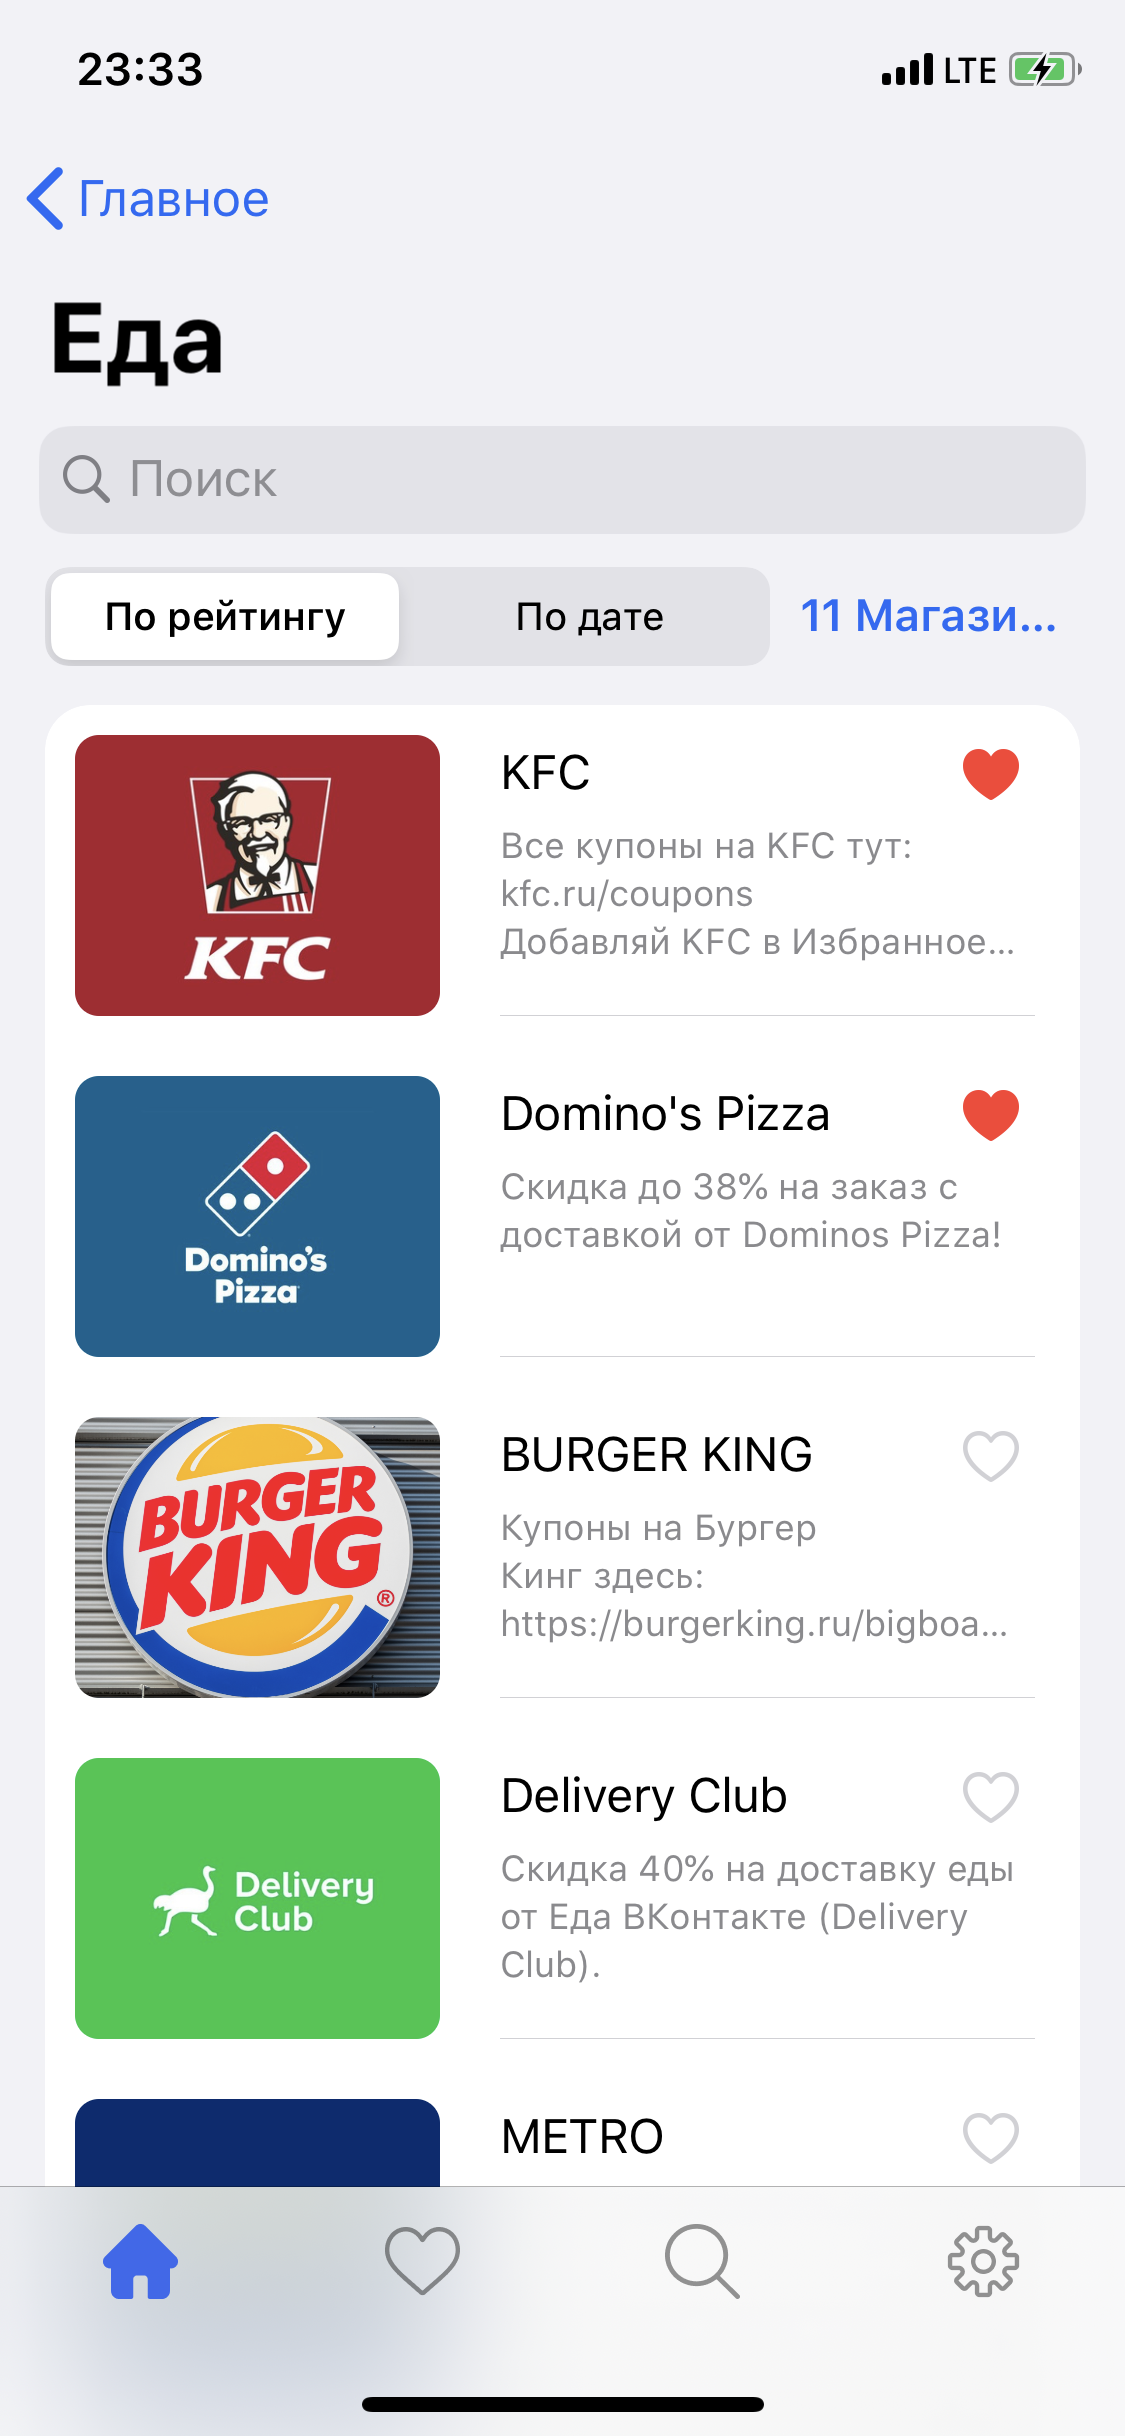 23:33
LTE
Главное
Еда
Поиск
По рейтингу
По дате
11 Магази...
KFC
KFC
Все купоны на KFC тут:
kfc.ru/coupons
Добавляй KFC в Избранное...
Domino's
Pizza
Domino's Pizza
Скидка до 38% на заказ с
доставкой от Dominos Pizza!
BURGER
KING
®
BURGER KING
Купоны на Бургер
Кинг здесь:
https://burgerking.ru/bigboa...
Delivery
Club
Delivery Club
Скидка 40% на доставку еды
от Еда ВКонтакте (Delivery
Club).
METRO